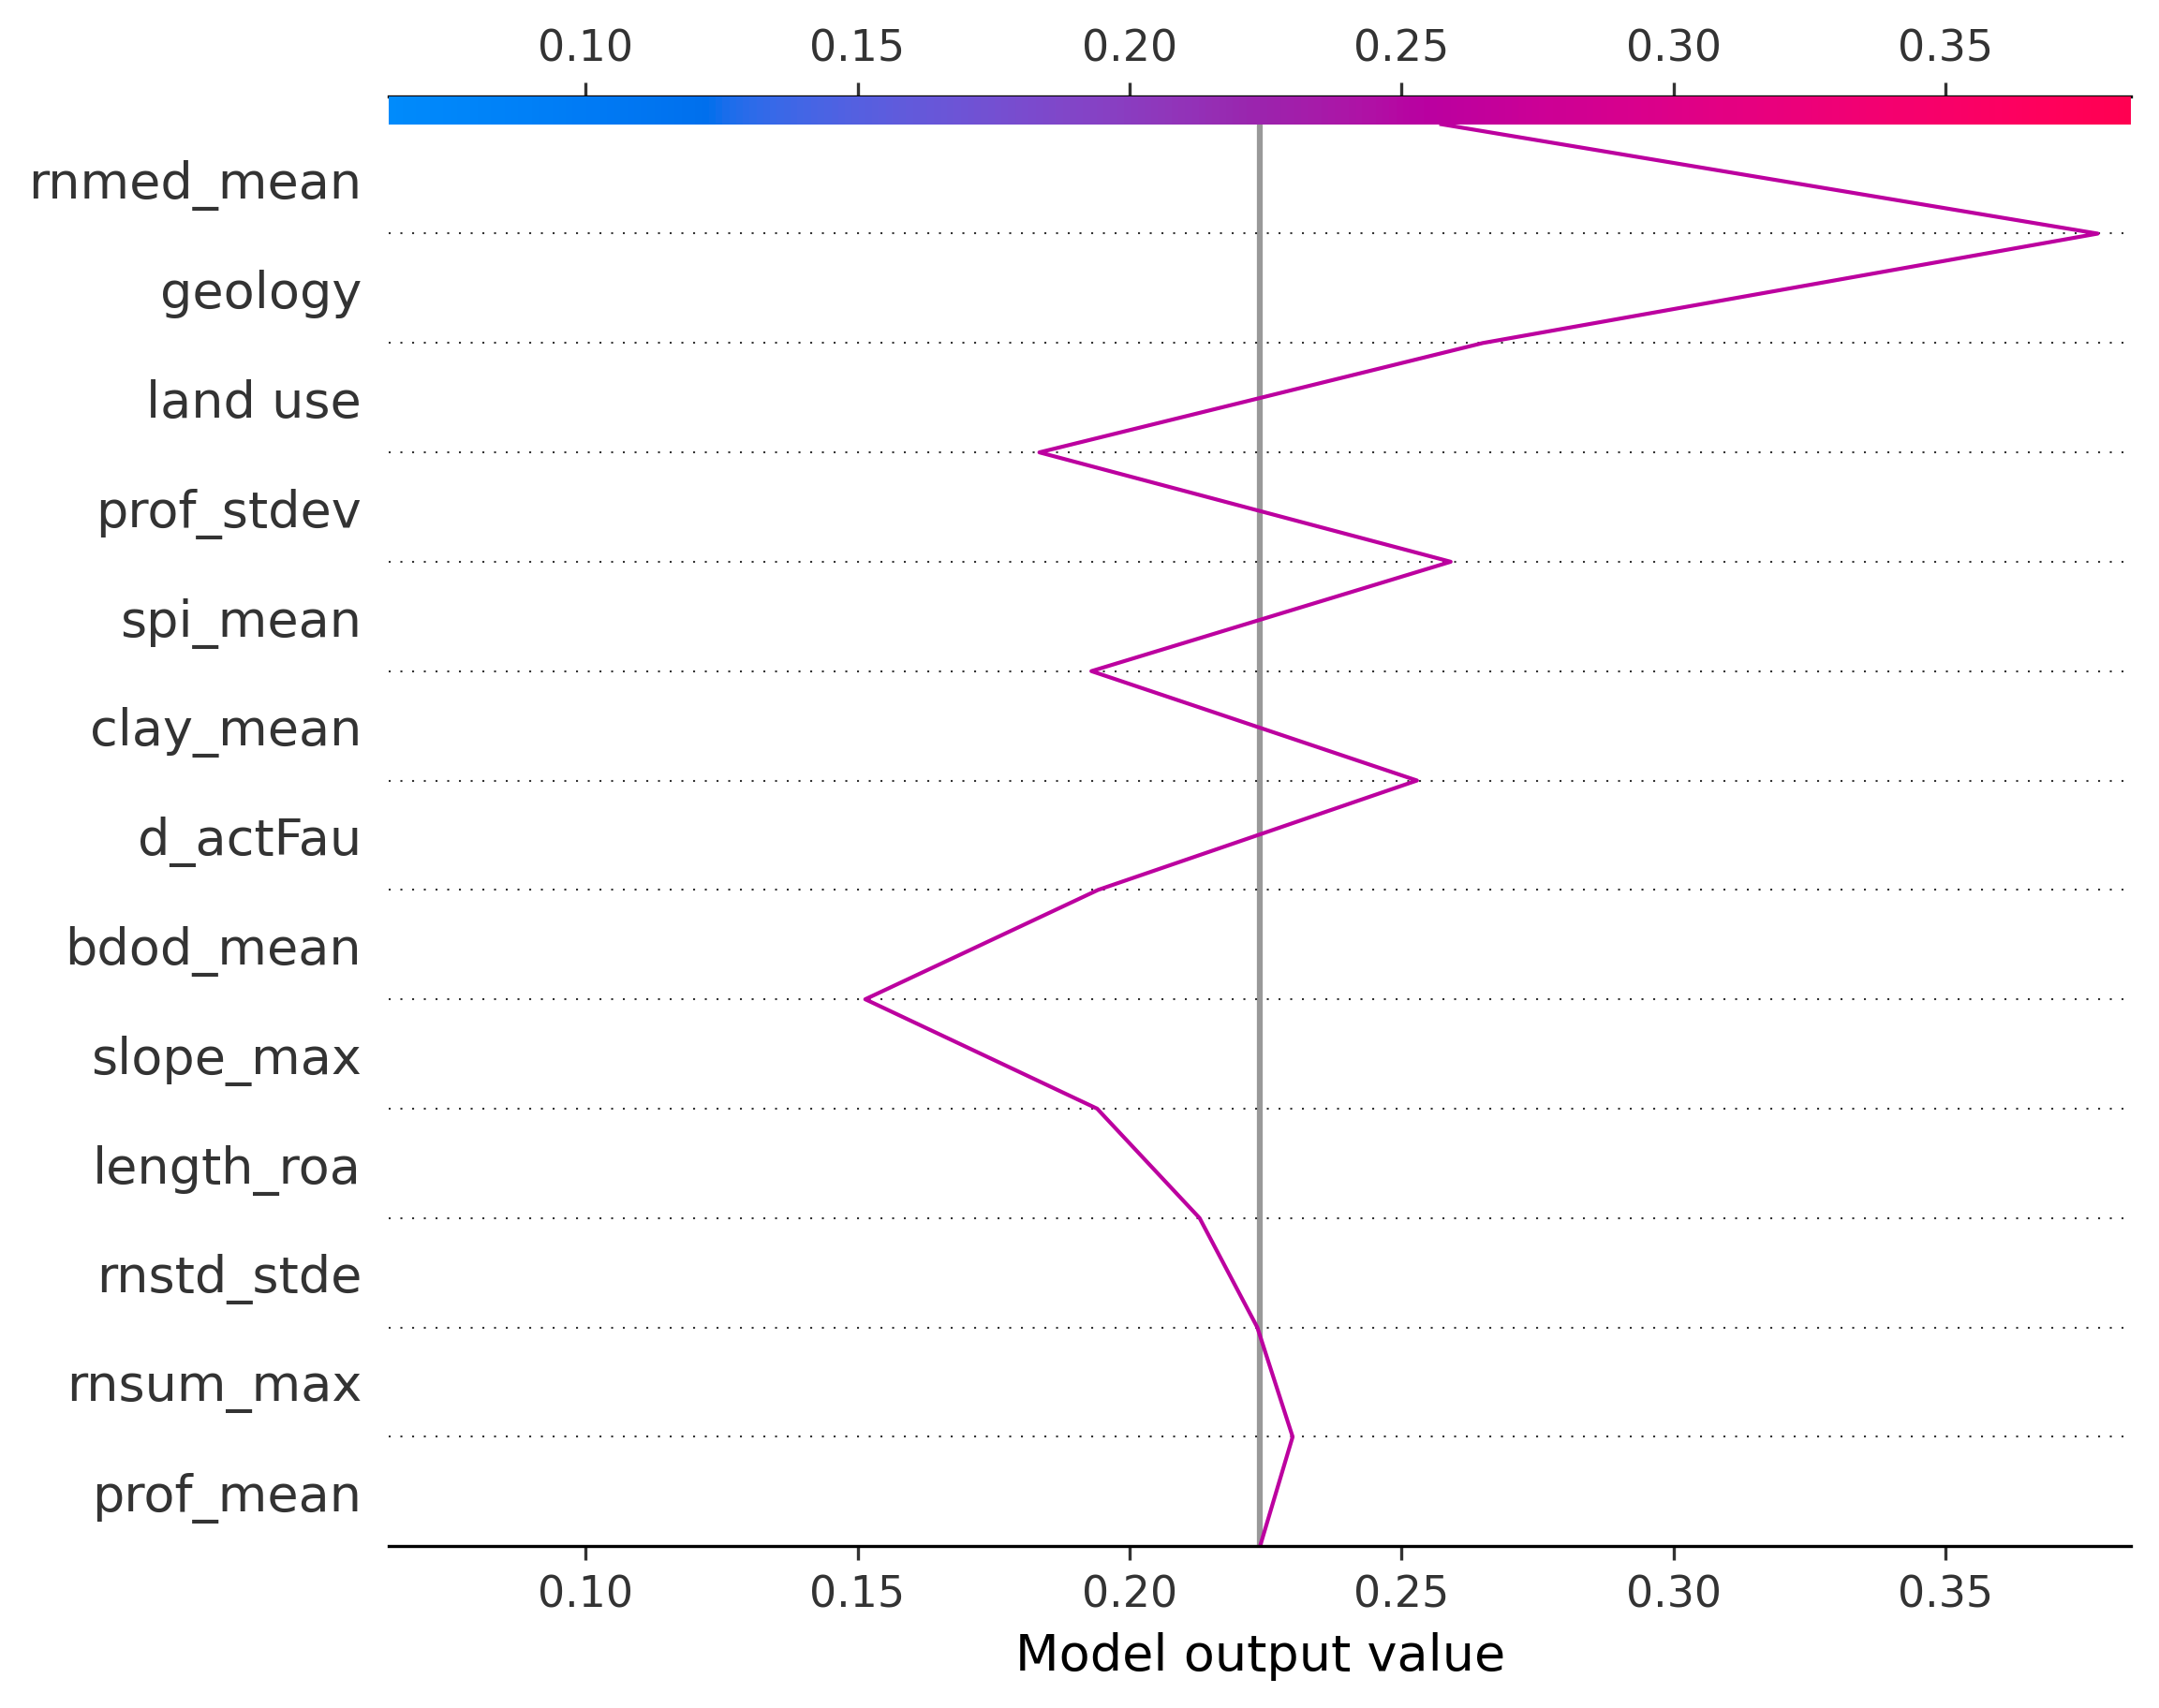 0.10 0.15 0.20 0.25 0.30 0.35
rnmed_mean
geology
land use
prof_stdev
spi_mean
clay_mean
d_actFau
bdod_mean
slope_max
length_roa
rnstd_stde
rnsum_max
prof_mean
0.10 0.15 0.20 0.25 0.30 0.35
Model output value